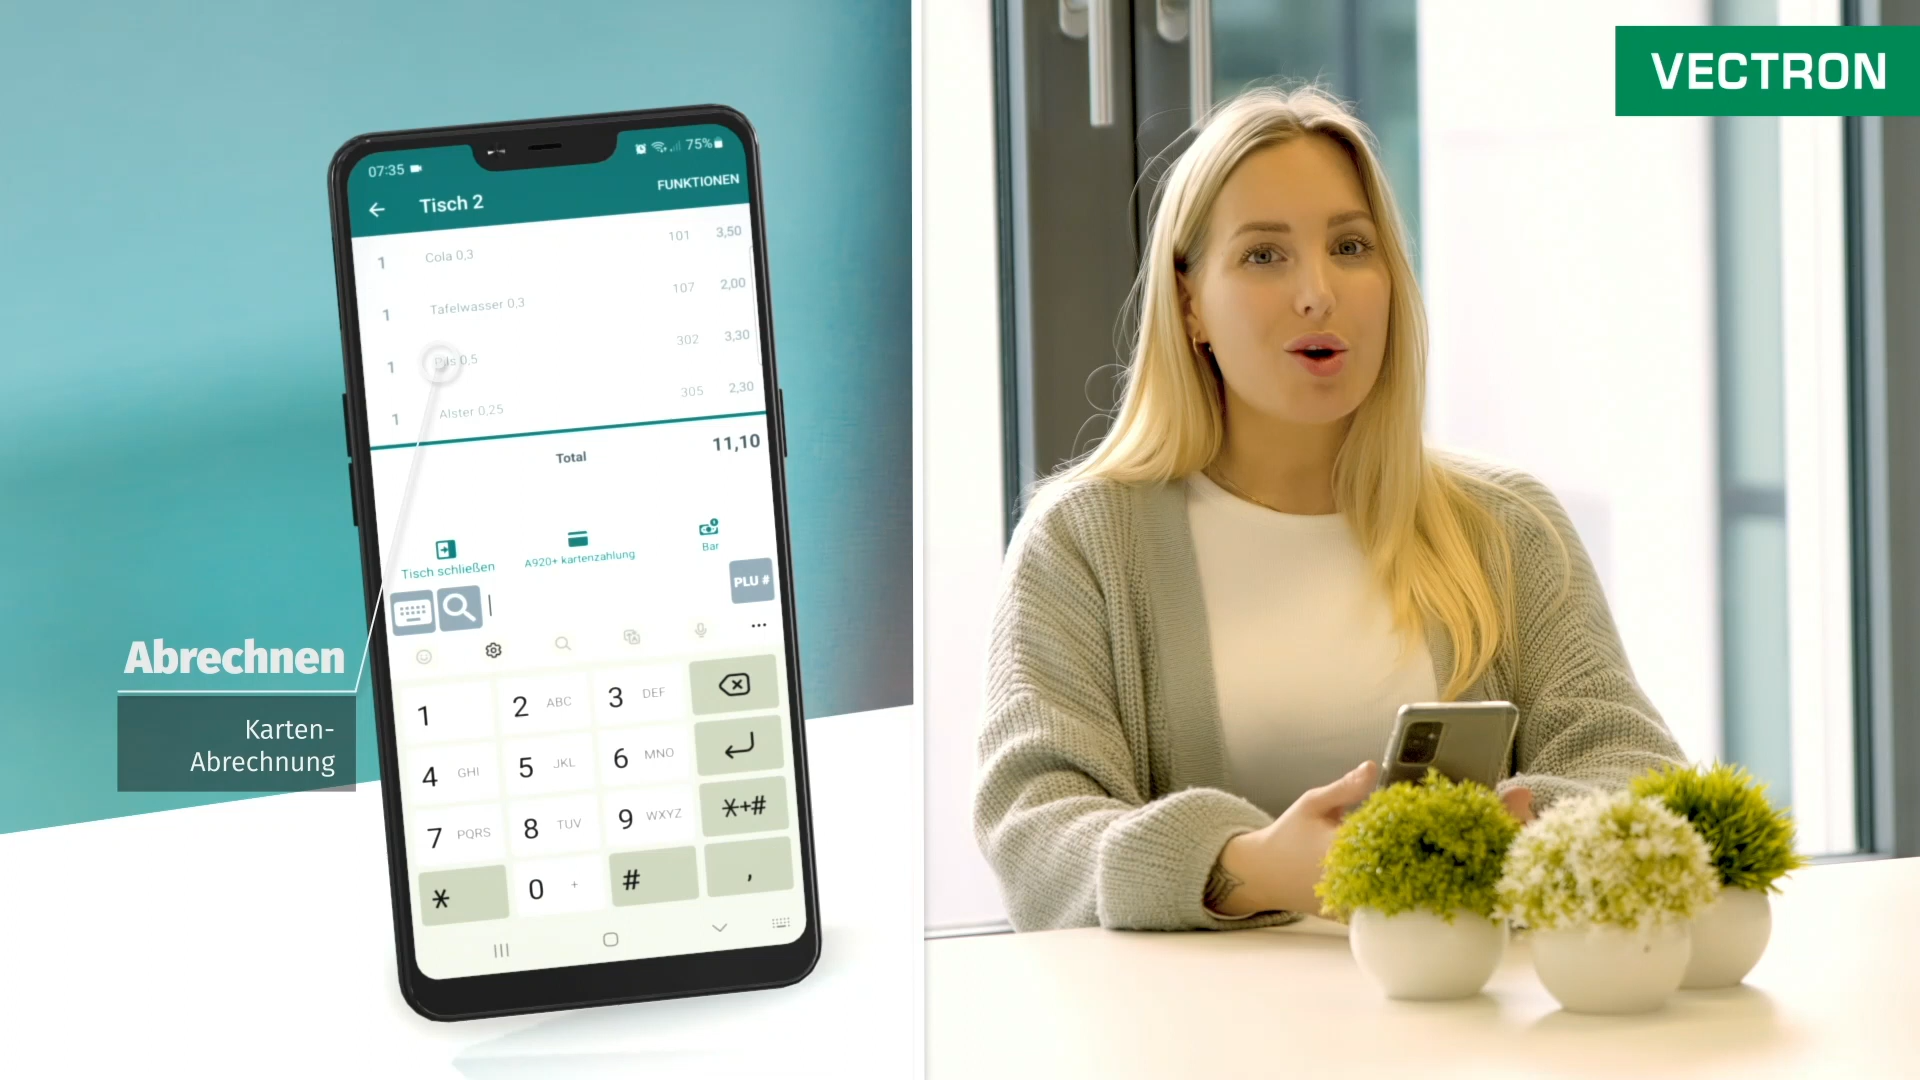 VECTRON
07:35
75%
Tisch 2
FUNKTIONEN
1 Cola 0,3 101 3,50
1 Tafelwasser 0,3 107 2,00
1 Pils 0,5 302 3,30
1 Alster 0,25 305 2,30
Total 11,10
Tisch schließen
A920+ kartenzahlung
Bar
PLU #
1
2 ABC
3 DEF
4 GHI
5 JKL
6 MNO
*+#
7 PQRS
8 TUV
9 WXYZ
*
0 +
#
,
Abrechnen
Karten-
Abrechnung